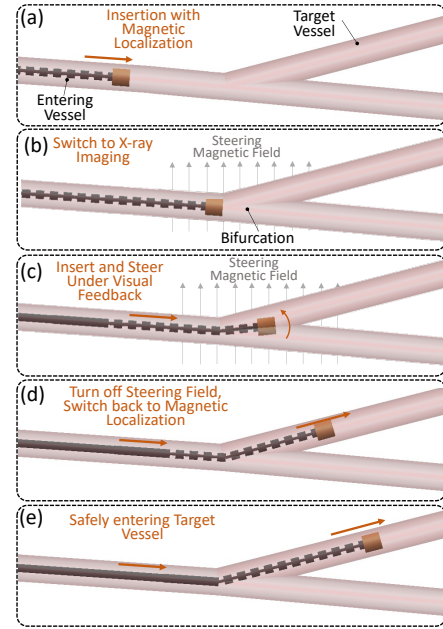 (a)
Insertion with
Magnetic
Localization
Target
Vessel
Entering
Vessel
(b)
Switch to X-ray
Imaging
Steering
Magnetic Field
Bifurcation
(c)
Insert and Steer
Under Visual
Feedback
Steering
Magnetic Field
(d)
Turn off Steering Field,
Switch back to Magnetic
Localization
(e)
Safely entering Target
Vessel